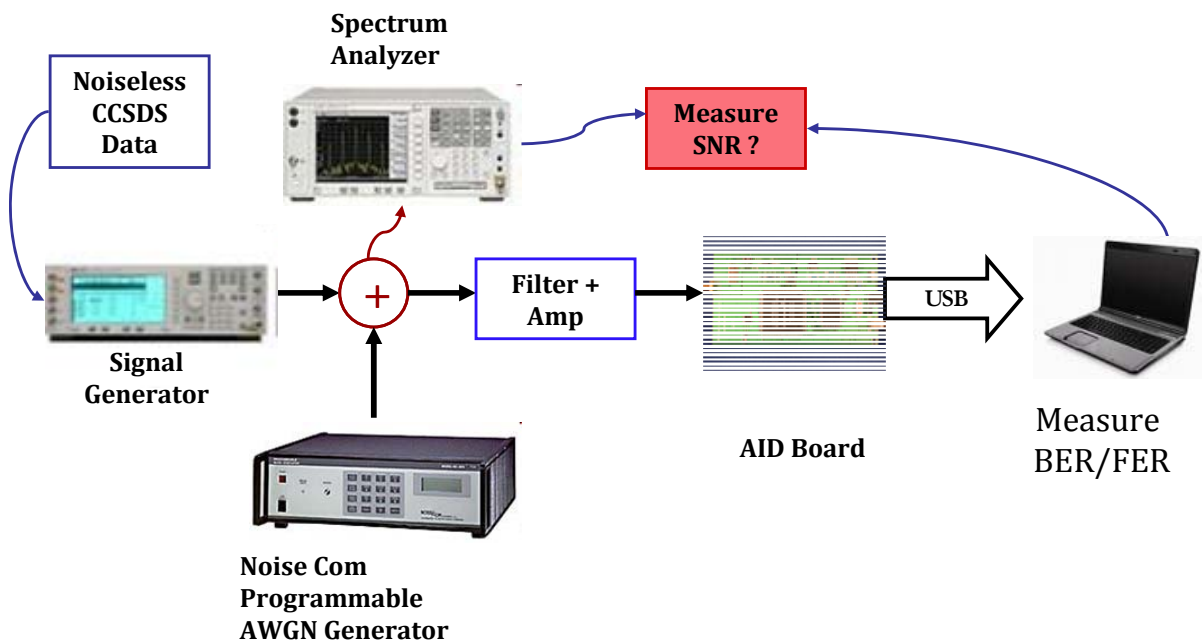 Spectrum
Analyzer
Noiseless
CCSDS
Data
Measure
SNR ?
+
Filter +
Amp
USB
Signal
Generator
AID Board
Measure
BER/FER
Noise Com
Programmable
AWGN Generator